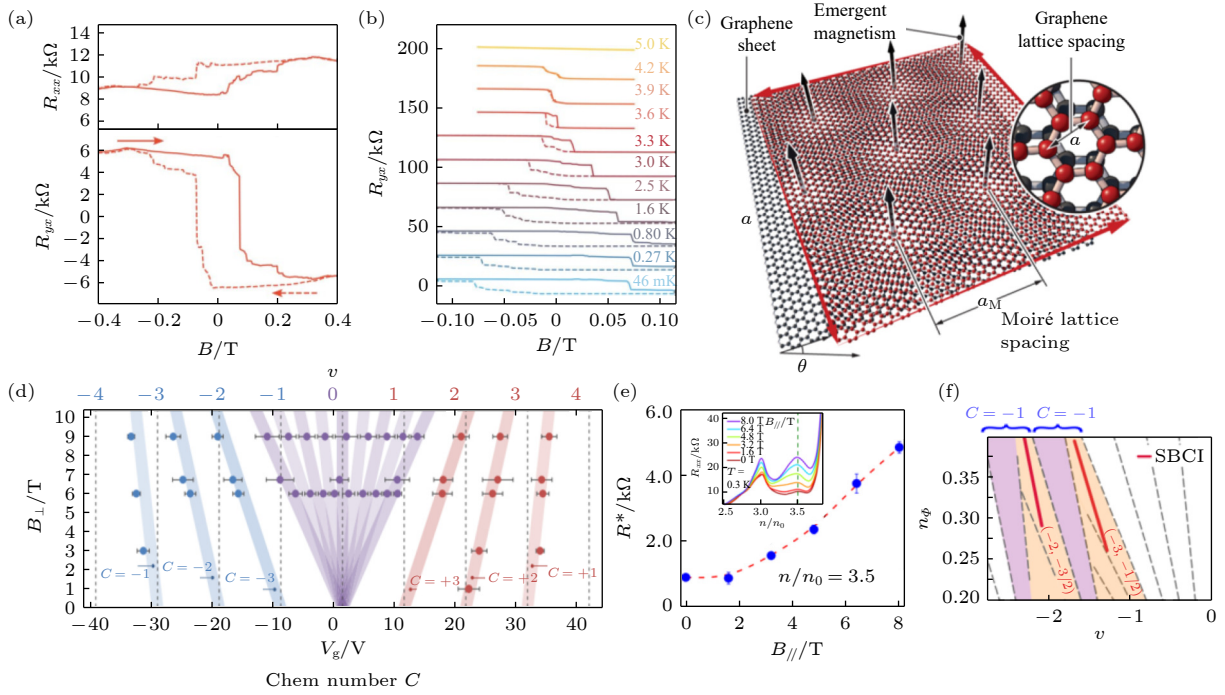 (a)
14
12
10
8
R_xx/kΩ
6
4
2
0
−2
−4
−6
R_yx/kΩ
−0.4 −0.2 0 0.2 0.4
B/T
(b)
200
150
100
50
0
R_yx/kΩ
5.0 K
4.2 K
3.9 K
3.6 K
3.3 K
3.0 K
2.5 K
1.6 K
0.80 K
0.27 K
46 mK
−0.10 −0.05 0 0.05 0.10
B/T
(c)
Graphene
sheet
Emergent
magnetism
Graphene
lattice spacing
a
a
a_M
Moiré lattice
spacing
θ
(d)
v
−4 −3 −2 −1 0 1 2 3 4
10
9
8
7
6
5
4
3
2
1
0
B_⊥/T
C=−1
C=−2
C=−3
C=+3
C=+2
C=+1
−40 −30 −20 −10 0 10 20 30 40
V_g/V
Chem number C
(e)
6.0
4.0
2.0
0
R*/kΩ
B_///T
8.0 T
6.4 T
4.8 T
3.2 T
1.6 T
0 T
T =
0.3 K
40
30
20
10
R_xx/kΩ
2.5 3.0 3.5
n/n_0
n/n_0=3.5
0 2 4 6 8
B_///T
(f)
C=−1 C=−1
SBCI
0.35
0.30
0.25
0.20
n_Φ
(−2, −3/2)
(−3, −1/2)
−2 −1 0
v